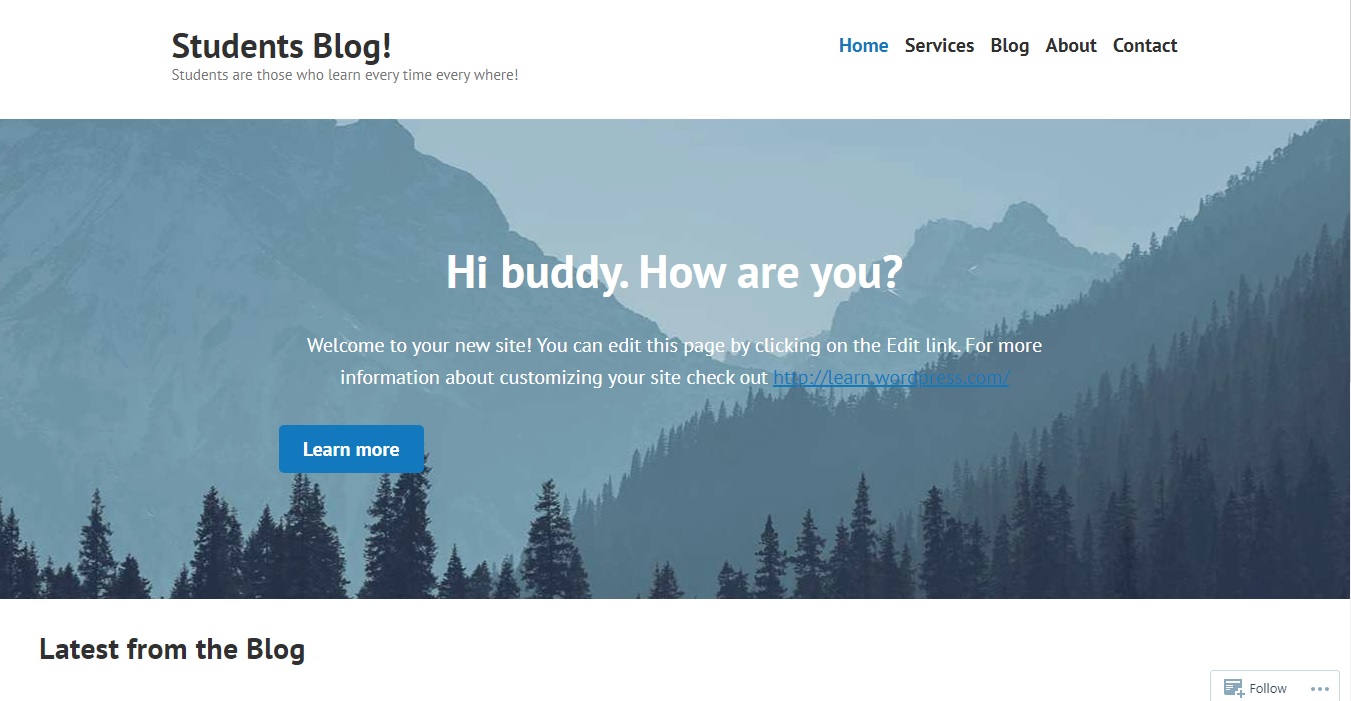 Students Blog!
Students are those who learn every time every where!
Home Services Blog About Contact
Hi buddy. How are you?
Welcome to your new site! You can edit this page by clicking on the Edit link. For more
information about customizing your site check out http://learn.wordpress.com/
Learn more
Latest from the Blog
Follow